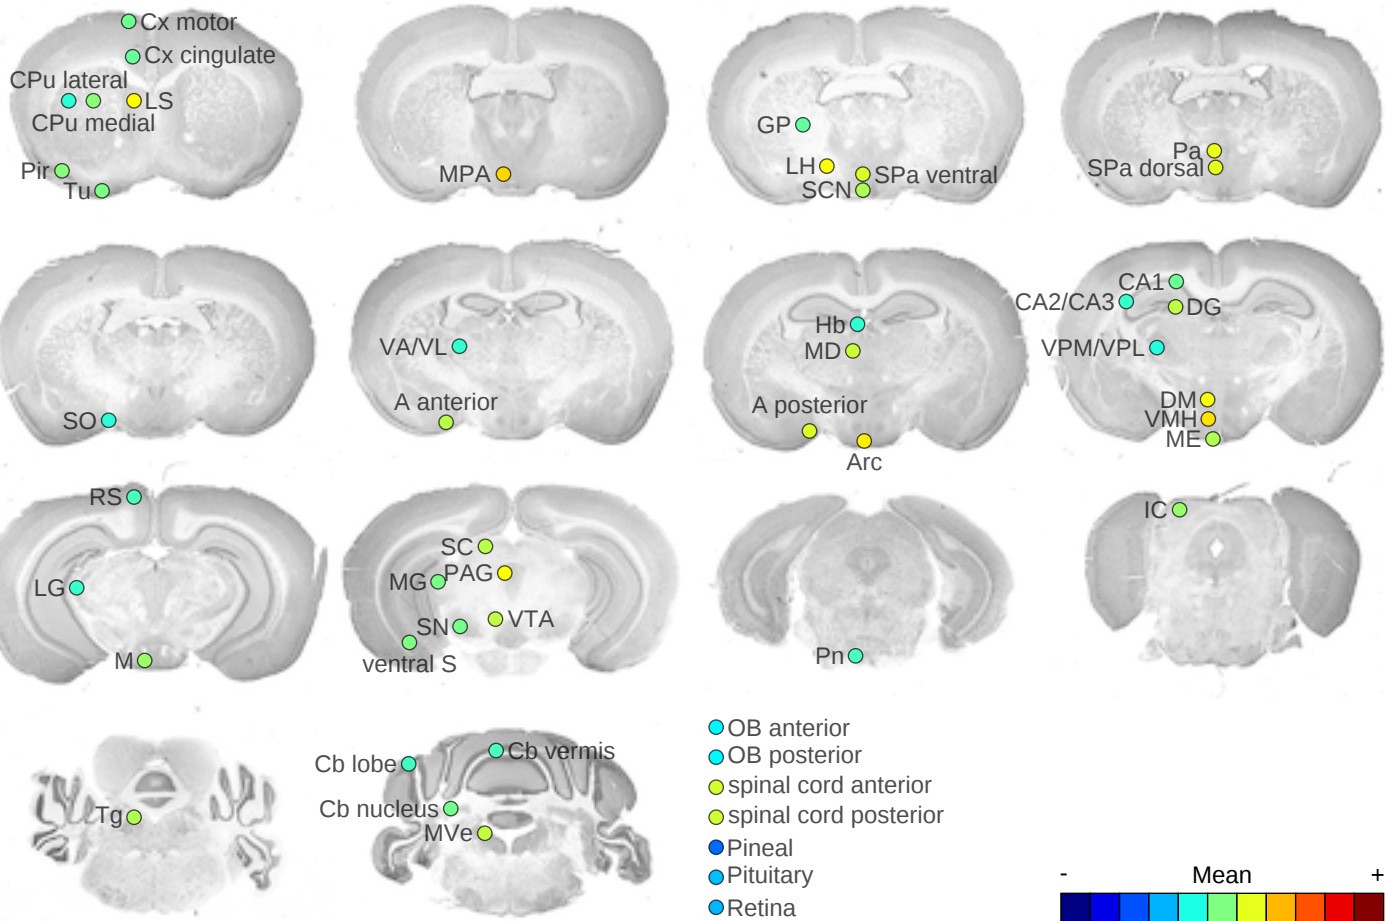 Cx motor
Cx cingulate
CPu lateral
LS
CPu medial
Pir
Tu
MPA
GP
LH
SPa ventral
SCN
Pa
SPa dorsal
SO
VA/VL
A anterior
Hb
MD
A posterior
Arc
CA1
CA2/CA3
DG
VPM/VPL
DM
VMH
ME
RS
LG
M
SC
PAG
MG
VTA
SN
ventral S
Pn
IC
Tg
Cb vermis
Cb lobe
Cb nucleus
MVe
OB anterior
OB posterior
spinal cord anterior
spinal cord posterior
Pineal
Pituitary
Retina
- Mean +